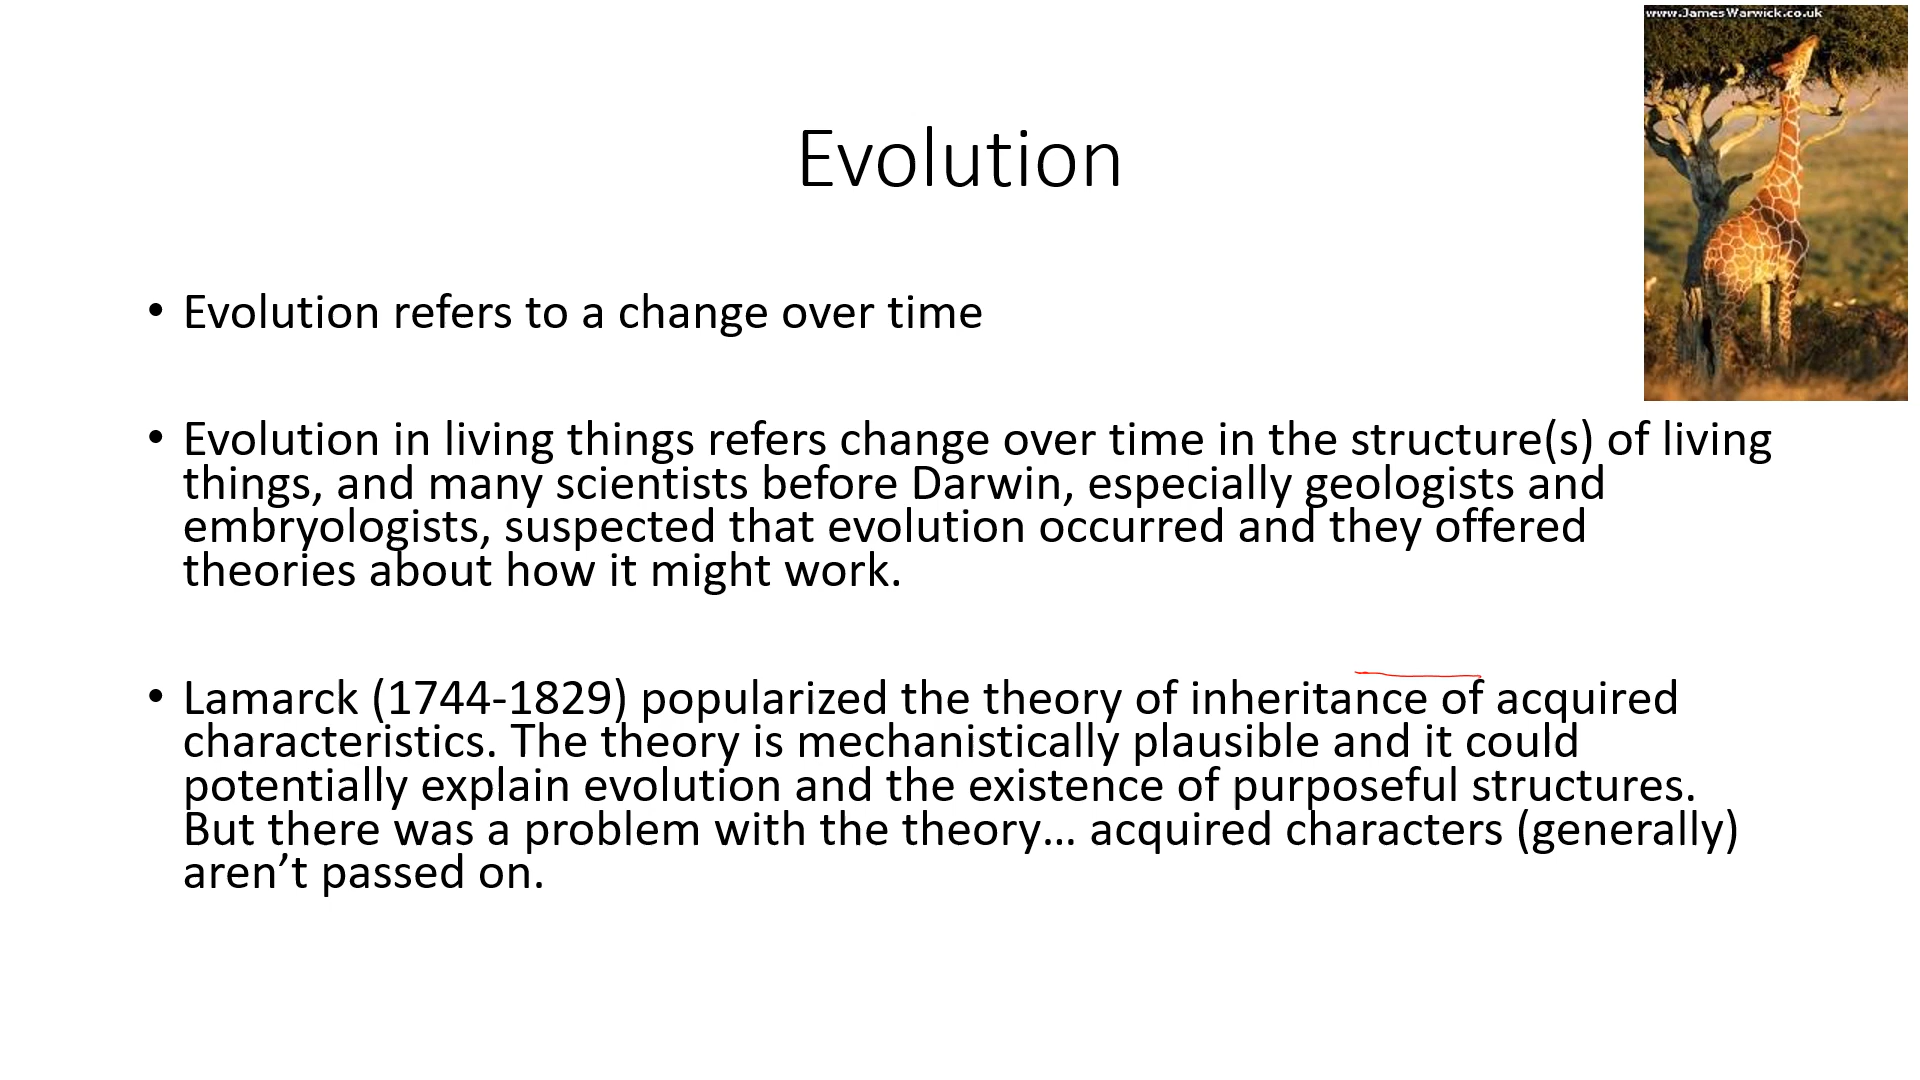 www.JamesWarwick.co.uk
Evolution
• Evolution refers to a change over time
• Evolution in living things refers change over time in the structure(s) of living
things, and many scientists before Darwin, especially geologists and
embryologists, suspected that evolution occurred and they offered
theories about how it might work.
• Lamarck (1744-1829) popularized the theory of inheritance of acquired
characteristics. The theory is mechanistically plausible and it could
potentially explain evolution and the existence of purposeful structures.
But there was a problem with the theory… acquired characters (generally)
aren’t passed on.